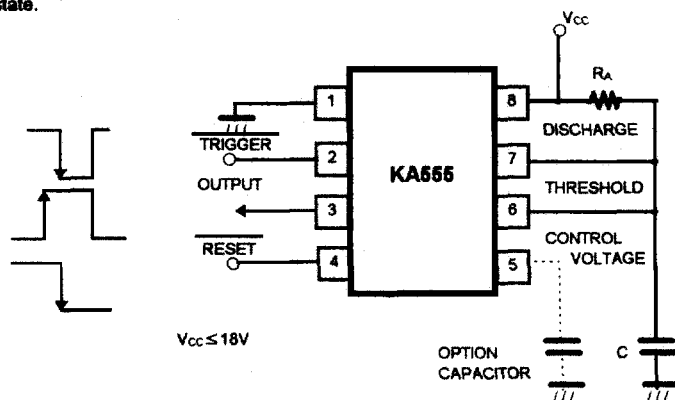 state.
Vcc
RA
1
8
DISCHARGE
TRIGGER
2
7
KA555
OUTPUT
THRESHOLD
3
6
RESET
4
5
CONTROL
VOLTAGE
Vcc ≤ 18V
OPTION
CAPACITOR
C